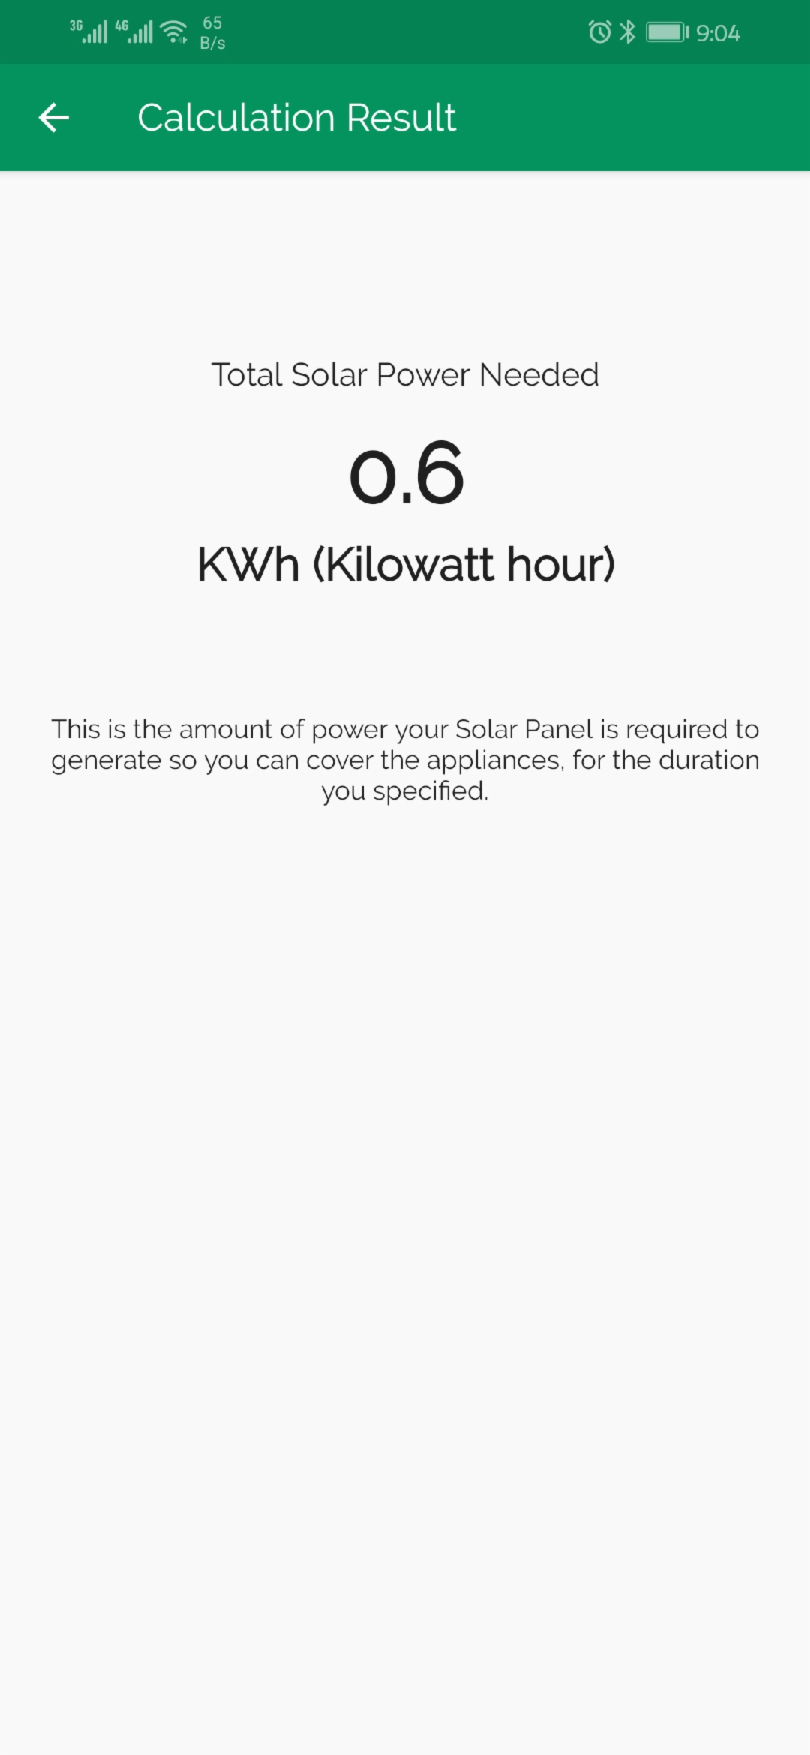 3G 4G 65 B/s 9:04
Calculation Result
Total Solar Power Needed
0.6
KWh (Kilowatt hour)
This is the amount of power your Solar Panel is required to
generate so you can cover the appliances, for the duration
you specified.